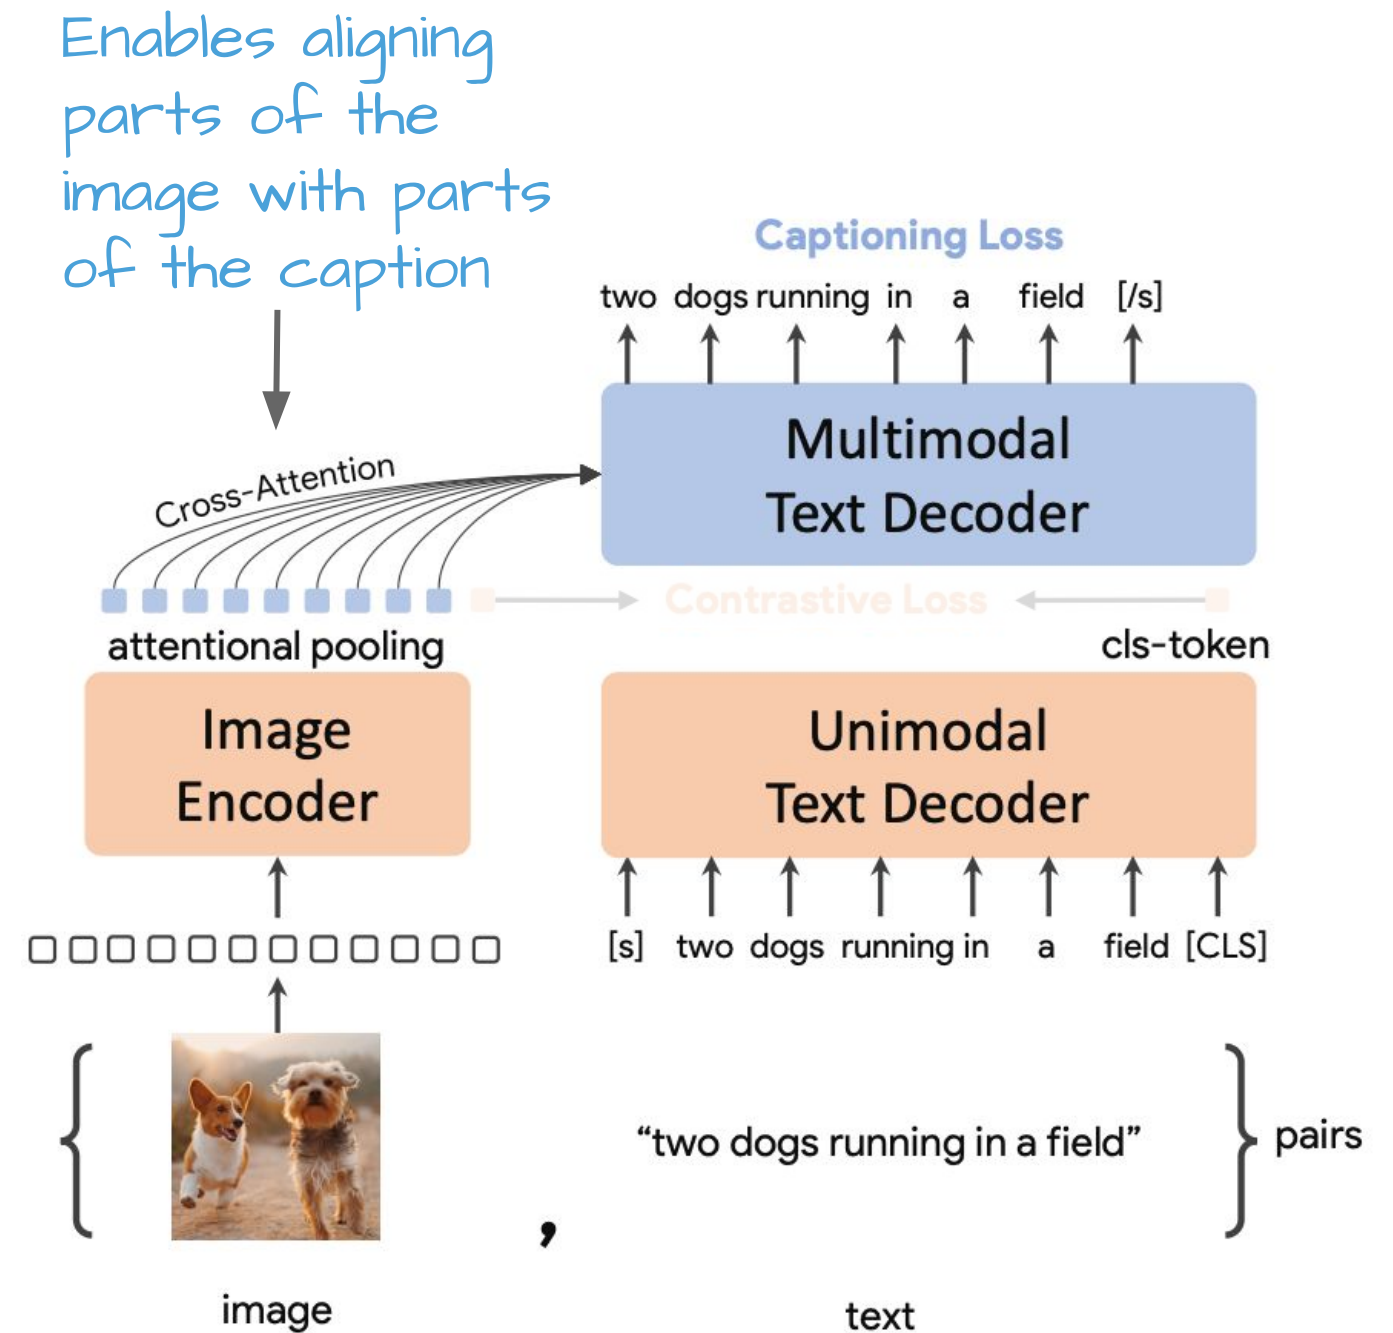 Enables aligning
parts of the
image with parts
of the caption
Captioning Loss
two dogs running in a field [/s]
Multimodal
Text Decoder
Cross-Attention
Contrastive Loss
attentional pooling
cls-token
Image
Encoder
Unimodal
Text Decoder
[s] two dogs running in a field [CLS]
“two dogs running in a field”
pairs
,
image
text